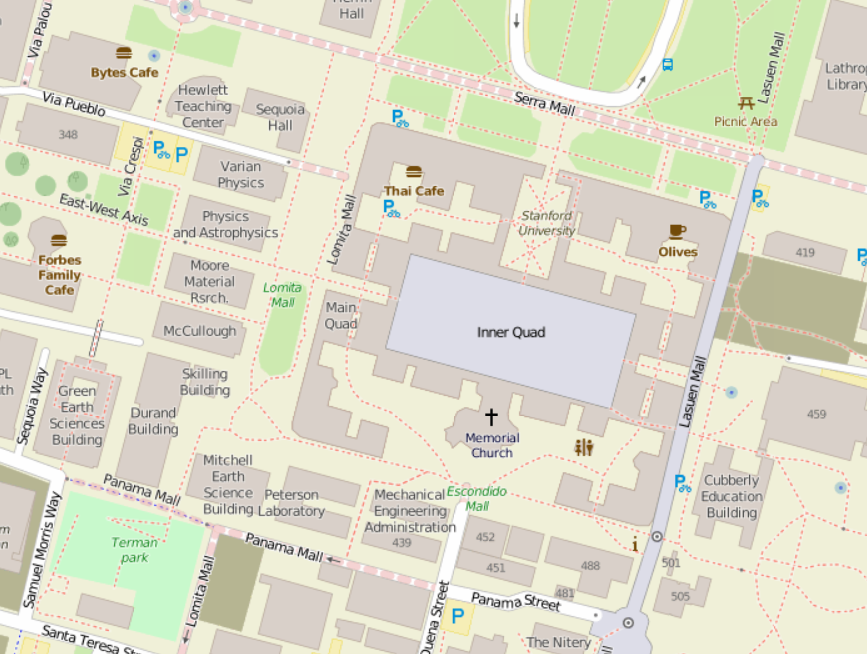 Hall
Via Palou
Bytes Cafe
Via Pueblo
Hewlett
Teaching
Center
Sequoia
Hall
Serra Mall
Lasuen Mall
Picnic Area
Library
348
P
Via Crespi
Varian
Physics
Thai Cafe
East-West Axis
Physics
and Astrophysics
Lomita Mall
Stanford
University
Olives
419
Forbes
Family
Cafe
Moore
Material
Rsrch.
Lomita
Mall
Main
Quad
Inner Quad
McCullough
Sequoia Way
Green
Earth
Sciences
Building
Skilling
Building
Durand
Building
Lasuen Mall
459
Memorial
Church
Mitchell
Earth
Science
Building
Peterson
Laboratory
Mechanical
Engineering
Administration
439
Escondido
Mall
Cubberly
Education
Building
Panama Mall
Samuel Morris Way
Terman
park
Panama Mall
452
451
488
481
i
501
505
Lomita Mall
Panama Street
P
The Nitery
Santa Teresa